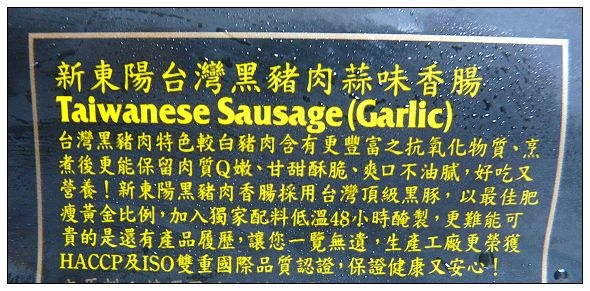 新東陽台灣黑豬肉蒜味香腸
Taiwanese Sausage (Garlic)
台灣黑豬肉特色較白豬肉含有更豐富之抗氧化物質、烹
煮後更能保留肉質Q嫩、甘甜酥脆、爽口不油膩，好吃又
營養！新東陽黑豬肉香腸採用台灣頂級黑豚，以最佳肥
瘦黃金比例，加入獨家配料低溫48小時醃製，更難能可
貴的是還有產品履歷，讓您一覽無遺，生產工廠更榮獲
HACCP及ISO雙重國際品質認證，保證健康又安心！